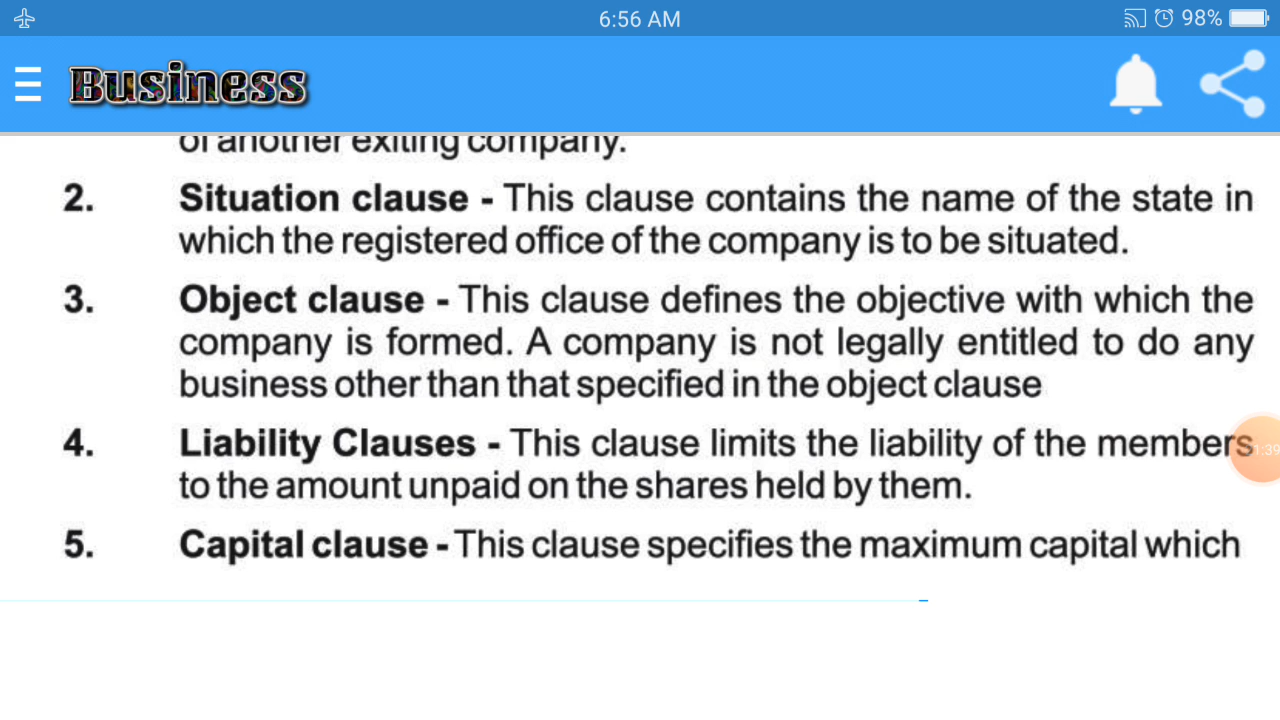 6:56 AM
98%
Business
of another exiting company.
2. Situation clause - This clause contains the name of the state in
which the registered office of the company is to be situated.
3. Object clause - This clause defines the objective with which the
company is formed. A company is not legally entitled to do any
business other than that specified in the object clause
4. Liability Clauses - This clause limits the liability of the members
to the amount unpaid on the shares held by them.
5. Capital clause - This clause specifies the maximum capital which